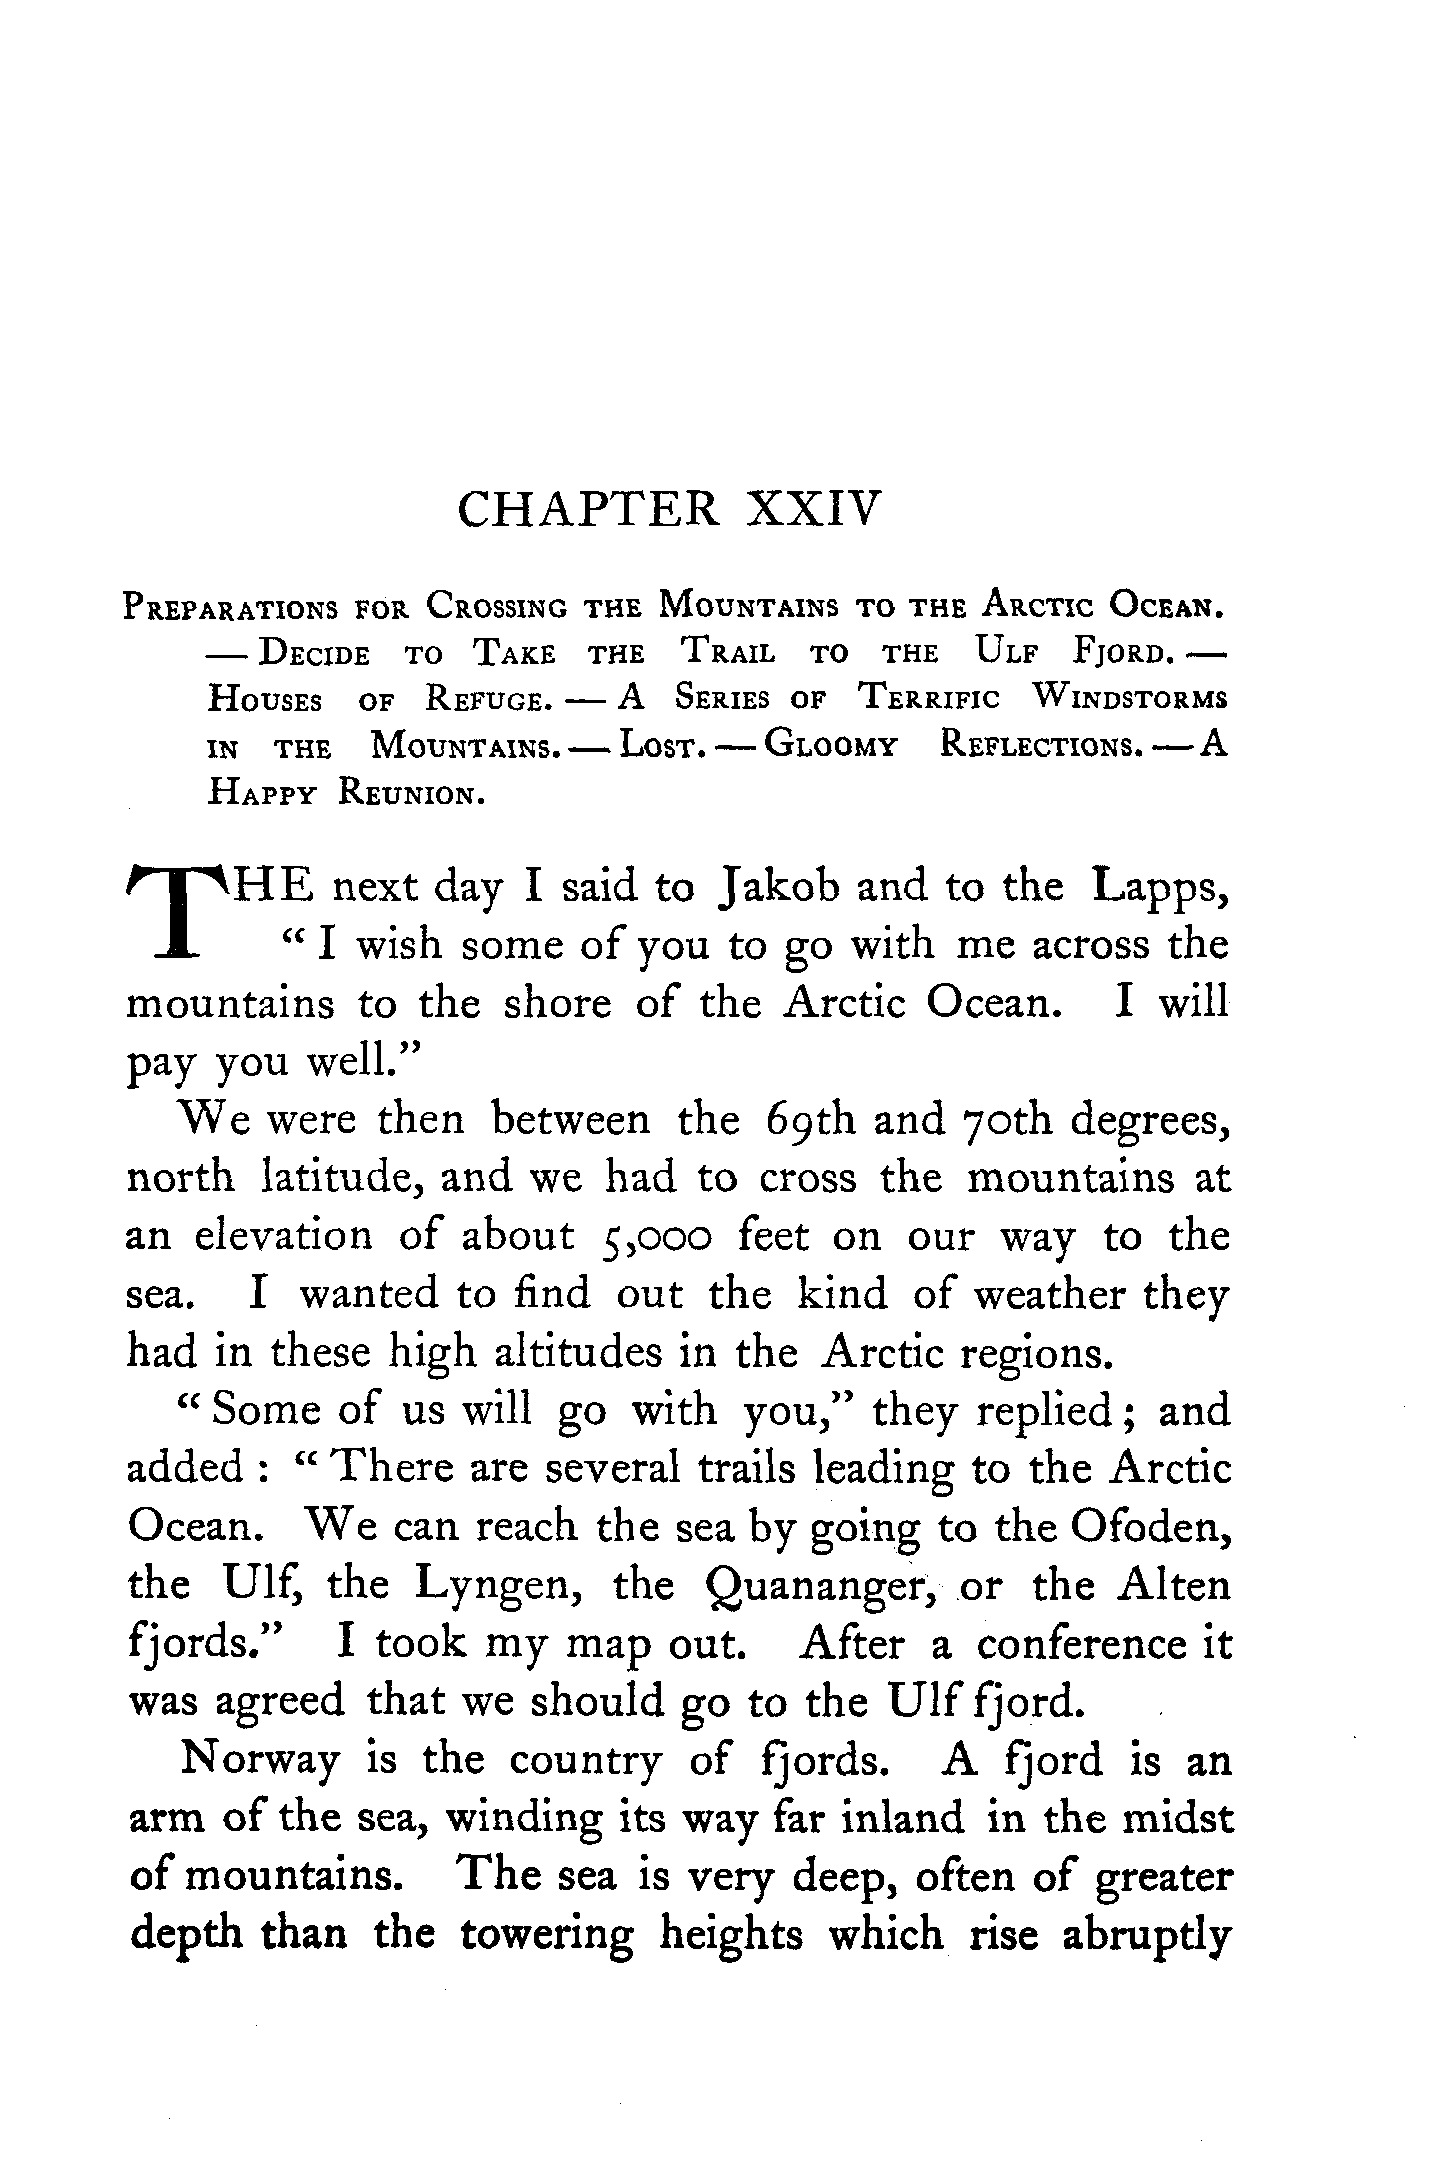 CHAPTER XXIV
Preparations for Crossing the Mountains to the Arctic Ocean.
— Decide to Take the Trail to the Ulf Fjord. —
Houses of Refuge. — A Series of Terrific Windstorms
in the Mountains. — Lost. — Gloomy Reflections. — A
Happy Reunion.
THE next day I said to Jakob and to the Lapps,
“ I wish some of you to go with me across the
mountains to the shore of the Arctic Ocean. I will
pay you well.”
We were then between the 69th and 70th degrees,
north latitude, and we had to cross the mountains at
an elevation of about 5,000 feet on our way to the
sea. I wanted to find out the kind of weather they
had in these high altitudes in the Arctic regions.
“ Some of us will go with you,” they replied ; and
added : “ There are several trails leading to the Arctic
Ocean. We can reach the sea by going to the Ofoden,
the Ulf, the Lyngen, the Quananger, or the Alten
fjords.” I took my map out. After a conference it
was agreed that we should go to the Ulf fjord.
Norway is the country of fjords. A fjord is an
arm of the sea, winding its way far inland in the midst
of mountains. The sea is very deep, often of greater
depth than the towering heights which rise abruptly